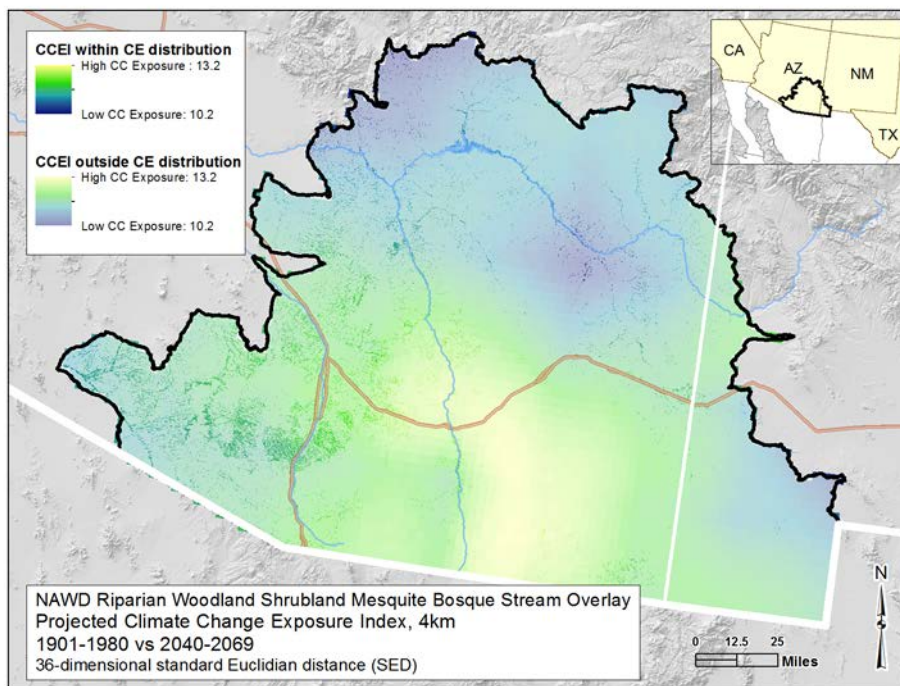 CCEI within CE distribution
High CC Exposure : 13.2
Low CC Exposure: 10.2
CCEI outside CE distribution
High CC Exposure: 13.2
Low CC Exposure: 10.2
CA
AZ
NM
TX
NAWD Riparian Woodland Shrubland Mesquite Bosque Stream Overlay
Projected Climate Change Exposure Index, 4km
1901-1980 vs 2040-2069
36-dimensional standard Euclidian distance (SED)
N
0 12.5 25
Miles